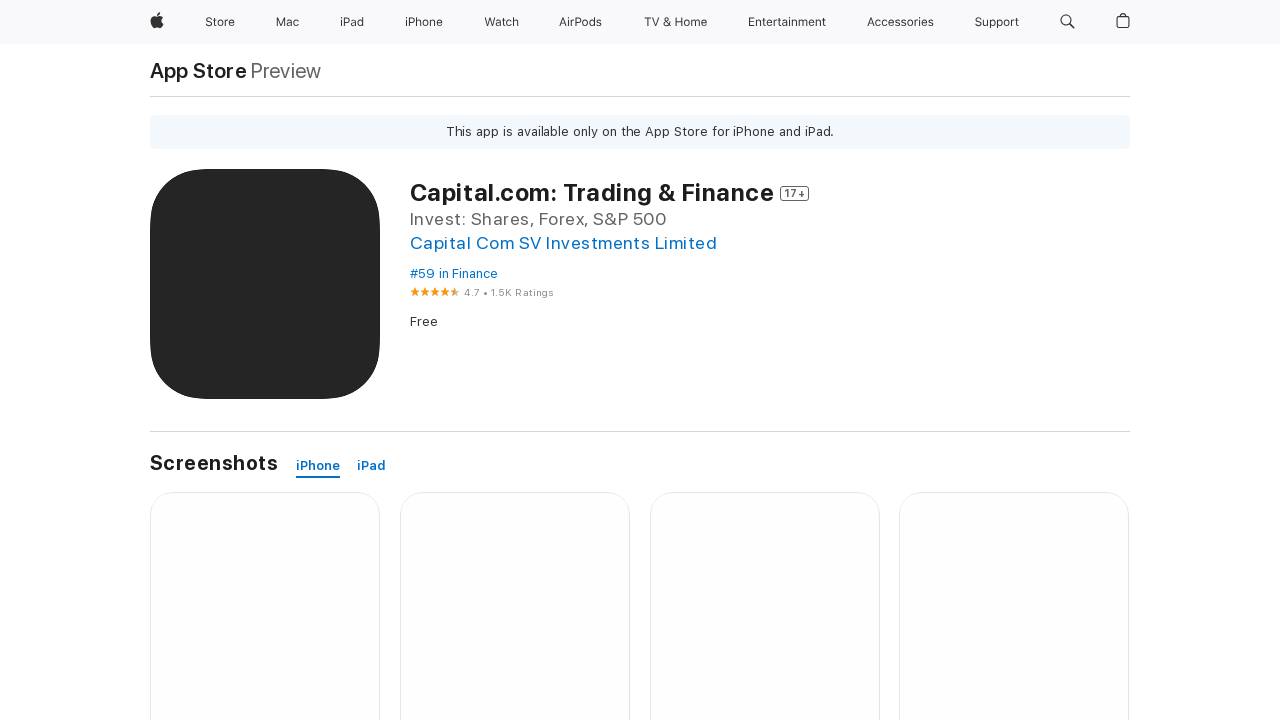 Store Mac iPad iPhone Watch AirPods TV & Home Entertainment Accessories Support
App Store Preview
This app is available only on the App Store for iPhone and iPad.
Capital.com: Trading & Finance 17+
Invest: Shares, Forex, S&P 500
Capital Com SV Investments Limited
#59 in Finance
4.7 • 1.5K Ratings
Free
Screenshots iPhone iPad